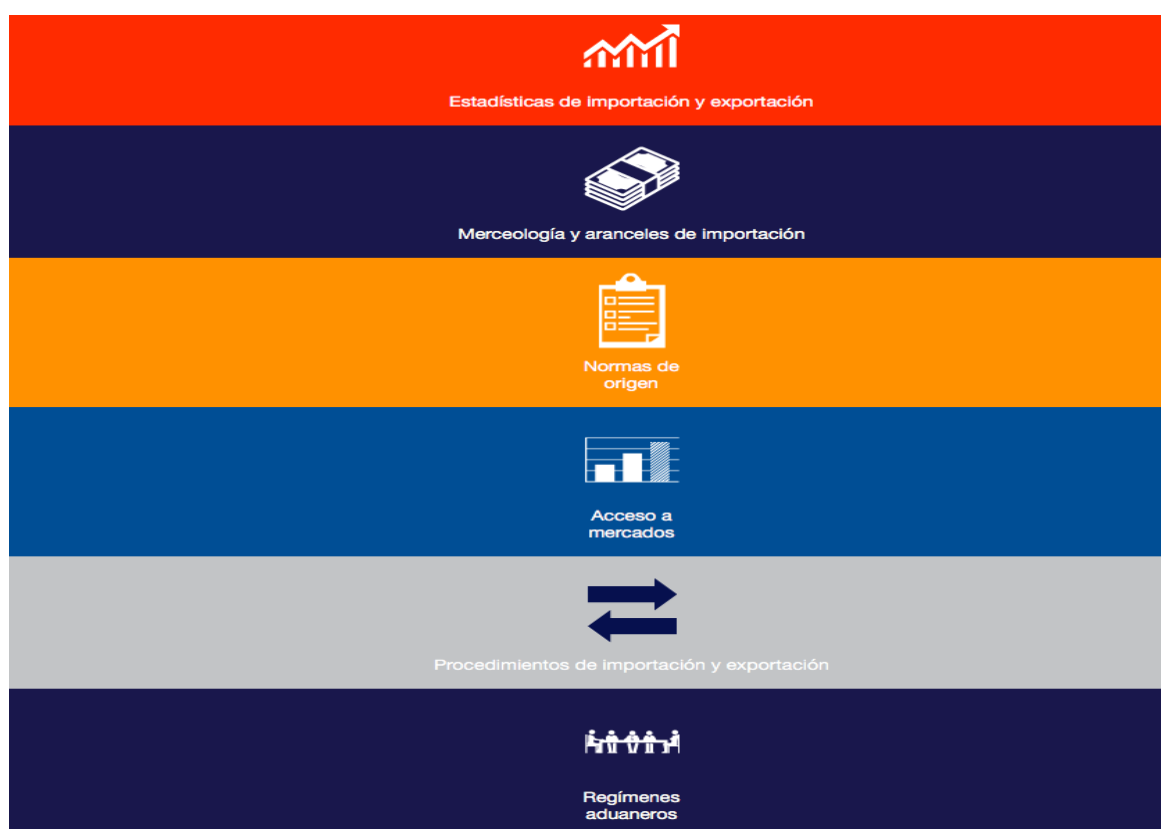 Estadísticas de importación y exportación
Merceología y aranceles de importación
Normas de
origen
Acceso a
mercados
Procedimientos de importación y exportación
Regímenes
aduaneros